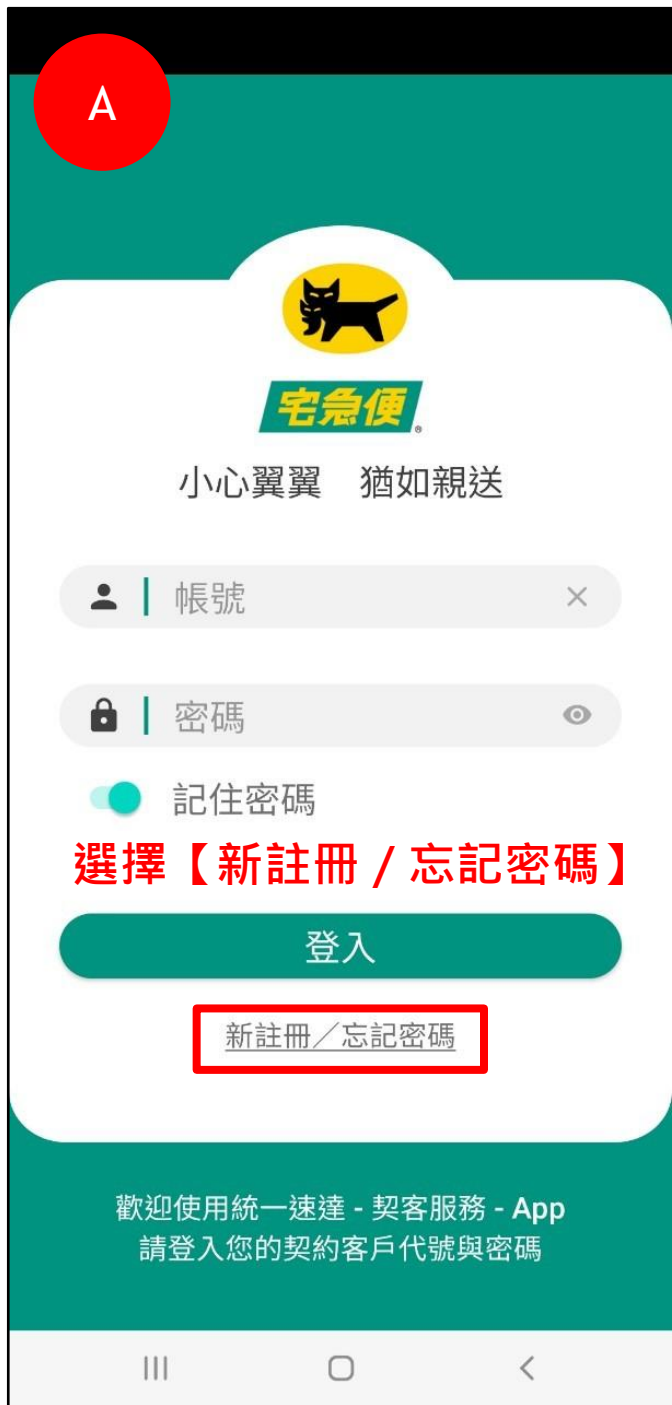 A
宅急便®
小心翼翼　猶如親送
帳號
密碼
記住密碼
選擇【新註冊 / 忘記密碼】
登入
新註冊／忘記密碼
歡迎使用統一速達 - 契客服務 - App
請登入您的契約客戶代號與密碼